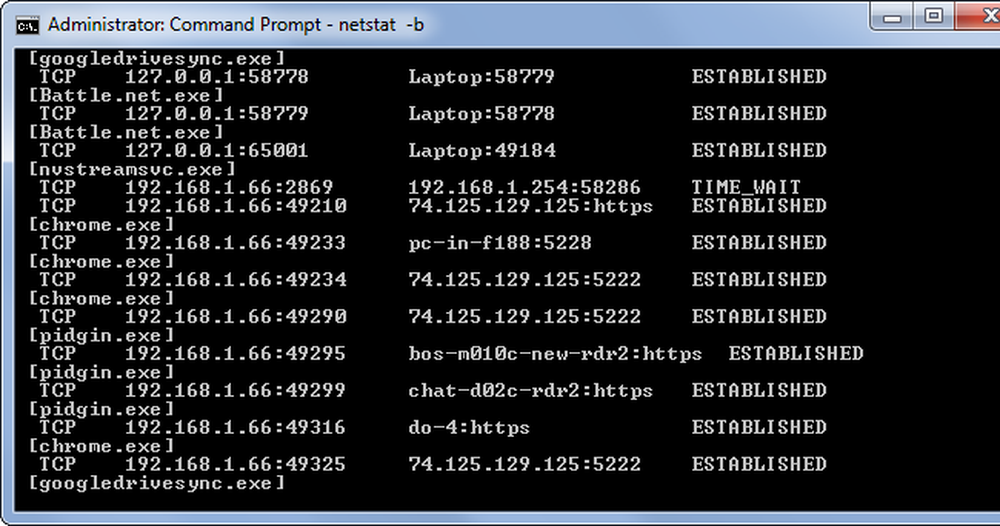 Administrator: Command Prompt - netstat -b
[googledrivesync.exe]
TCP 127.0.0.1:58778 Laptop:58779 ESTABLISHED
[Battle.net.exe]
TCP 127.0.0.1:58779 Laptop:58778 ESTABLISHED
[Battle.net.exe]
TCP 127.0.0.1:65001 Laptop:49184 ESTABLISHED
[nvstreamsvc.exe]
TCP 192.168.1.66:2869 192.168.1.254:58286 TIME_WAIT
TCP 192.168.1.66:49210 74.125.129.125:https ESTABLISHED
[chrome.exe]
TCP 192.168.1.66:49233 pc-in-f188:5228 ESTABLISHED
[chrome.exe]
TCP 192.168.1.66:49234 74.125.129.125:5222 ESTABLISHED
[chrome.exe]
TCP 192.168.1.66:49290 74.125.129.125:5222 ESTABLISHED
[pidgin.exe]
TCP 192.168.1.66:49295 bos-m010c-new-rdr2:https ESTABLISHED
[pidgin.exe]
TCP 192.168.1.66:49299 chat-d02c-rdr2:https ESTABLISHED
[pidgin.exe]
TCP 192.168.1.66:49316 do-4:https ESTABLISHED
[chrome.exe]
TCP 192.168.1.66:49325 74.125.129.125:5222 ESTABLISHED
[googledrivesync.exe]